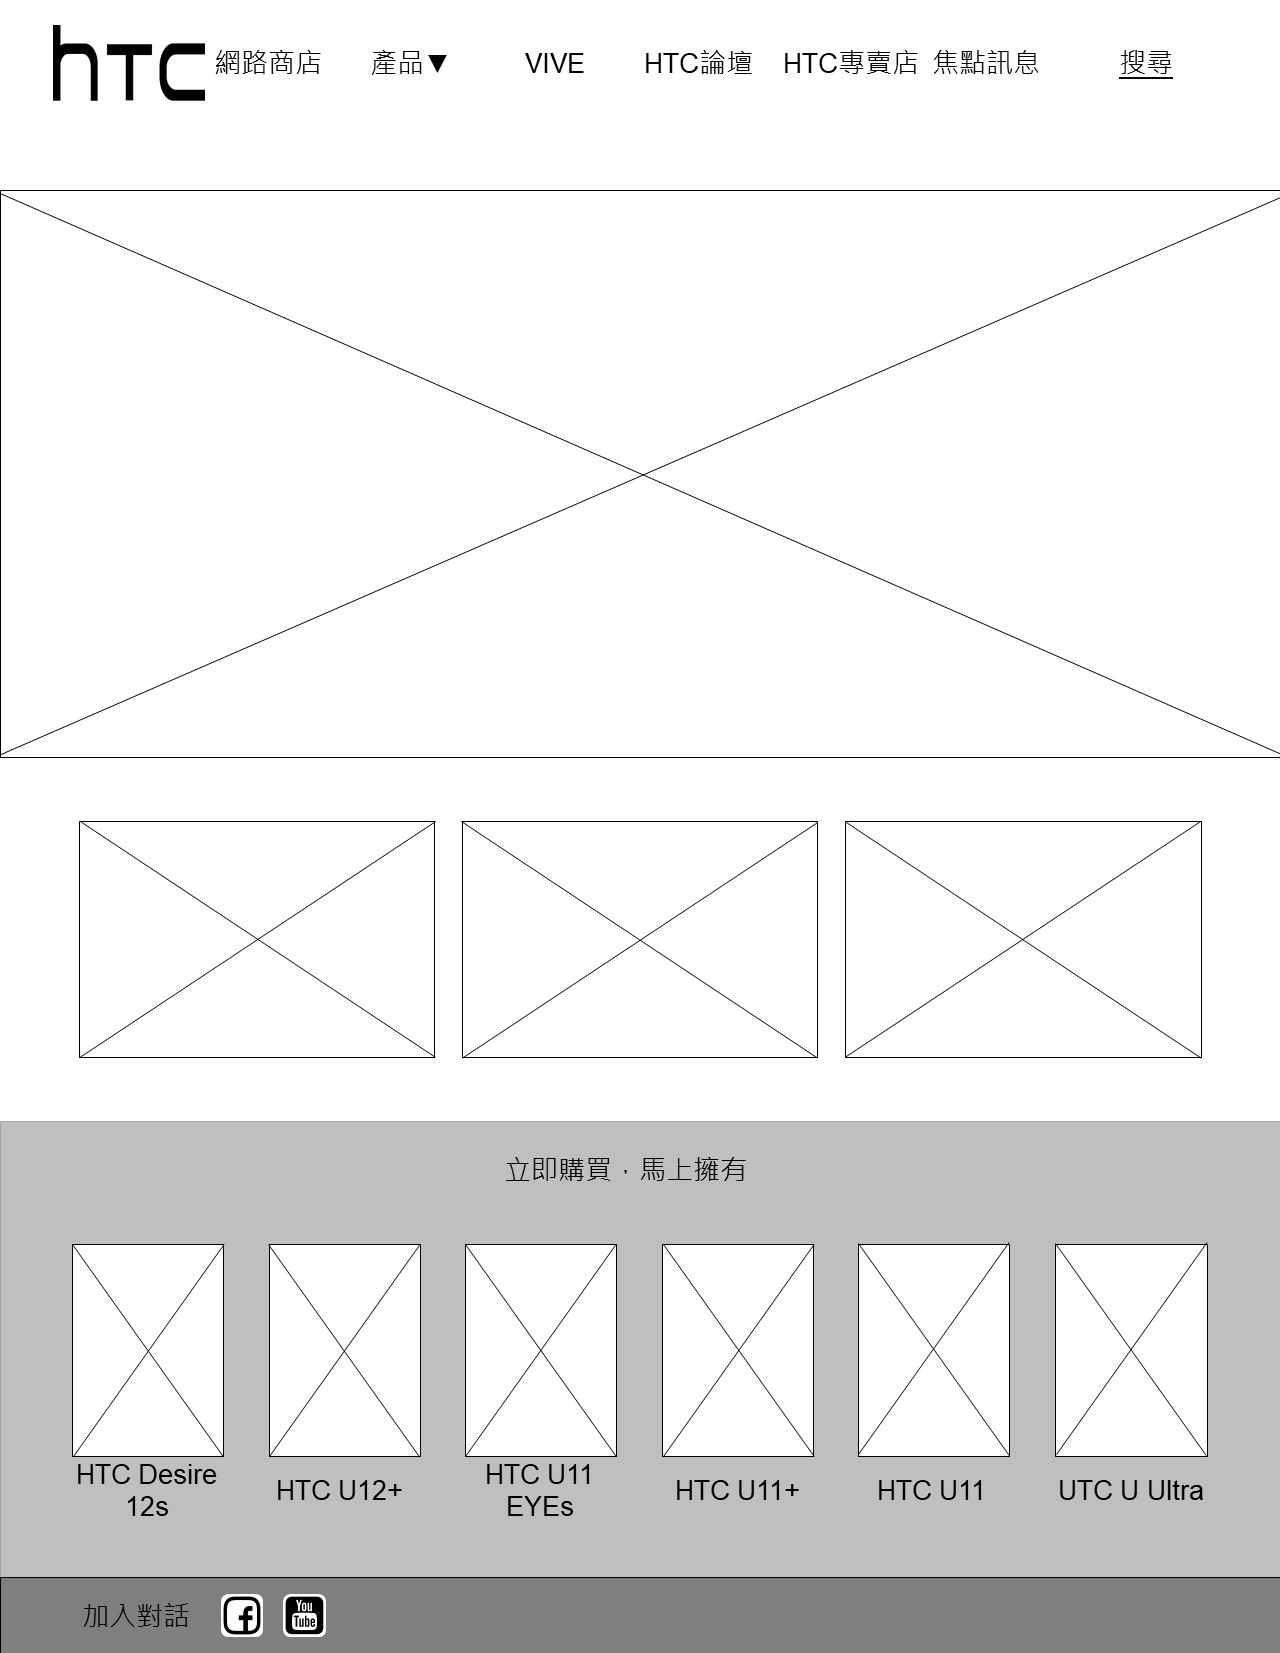 hTC 網路商店 產品▼ VIVE HTC論壇 HTC專賣店 焦點訊息 搜尋
立即購買，馬上擁有
HTC Desire
12s
HTC U12+
HTC U11
EYEs
HTC U11+
HTC U11
UTC U Ultra
加入對話
You
Tube